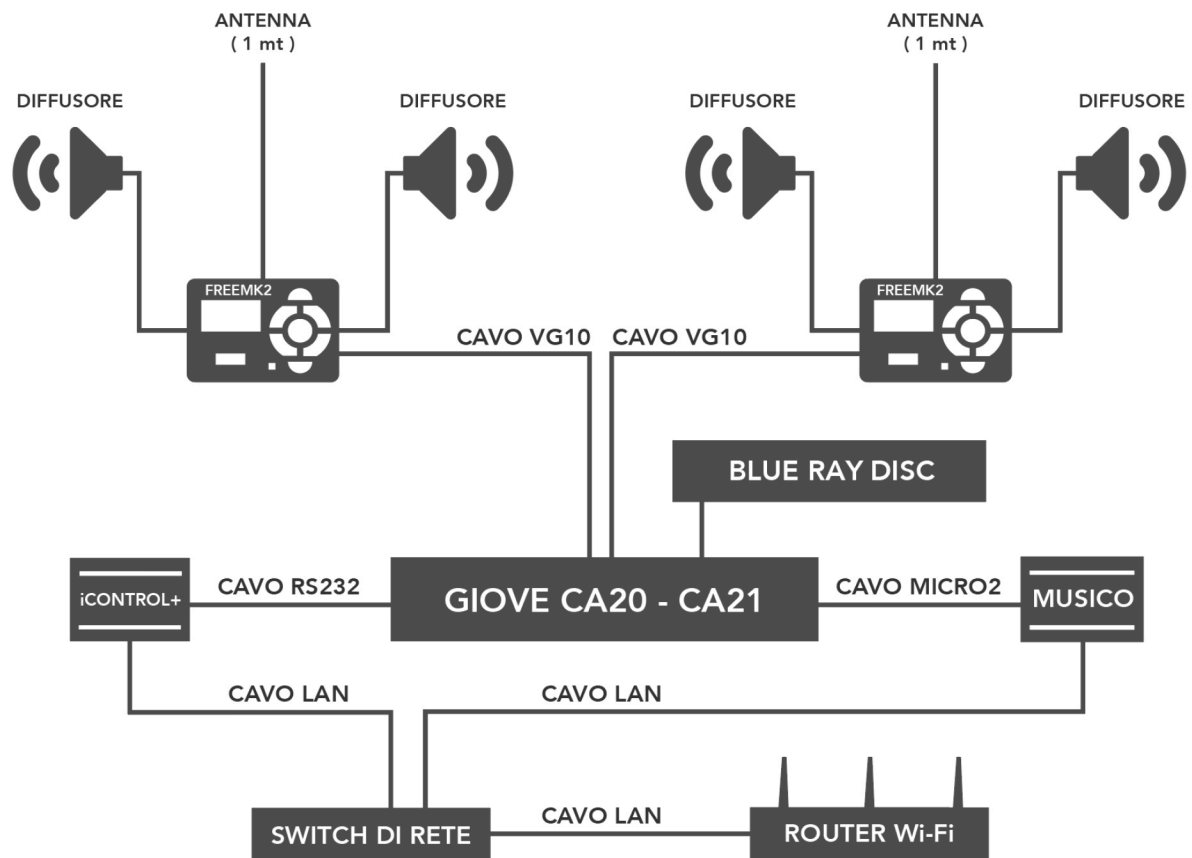 ANTENNA
( 1 mt )
ANTENNA
( 1 mt )
DIFFUSORE
DIFFUSORE
DIFFUSORE
DIFFUSORE
FREEMK2
FREEMK2
CAVO VG10
CAVO VG10
BLUE RAY DISC
iCONTROL+
CAVO RS232
GIOVE CA20 - CA21
CAVO MICRO2
MUSICO
CAVO LAN
CAVO LAN
SWITCH DI RETE
CAVO LAN
ROUTER Wi-Fi